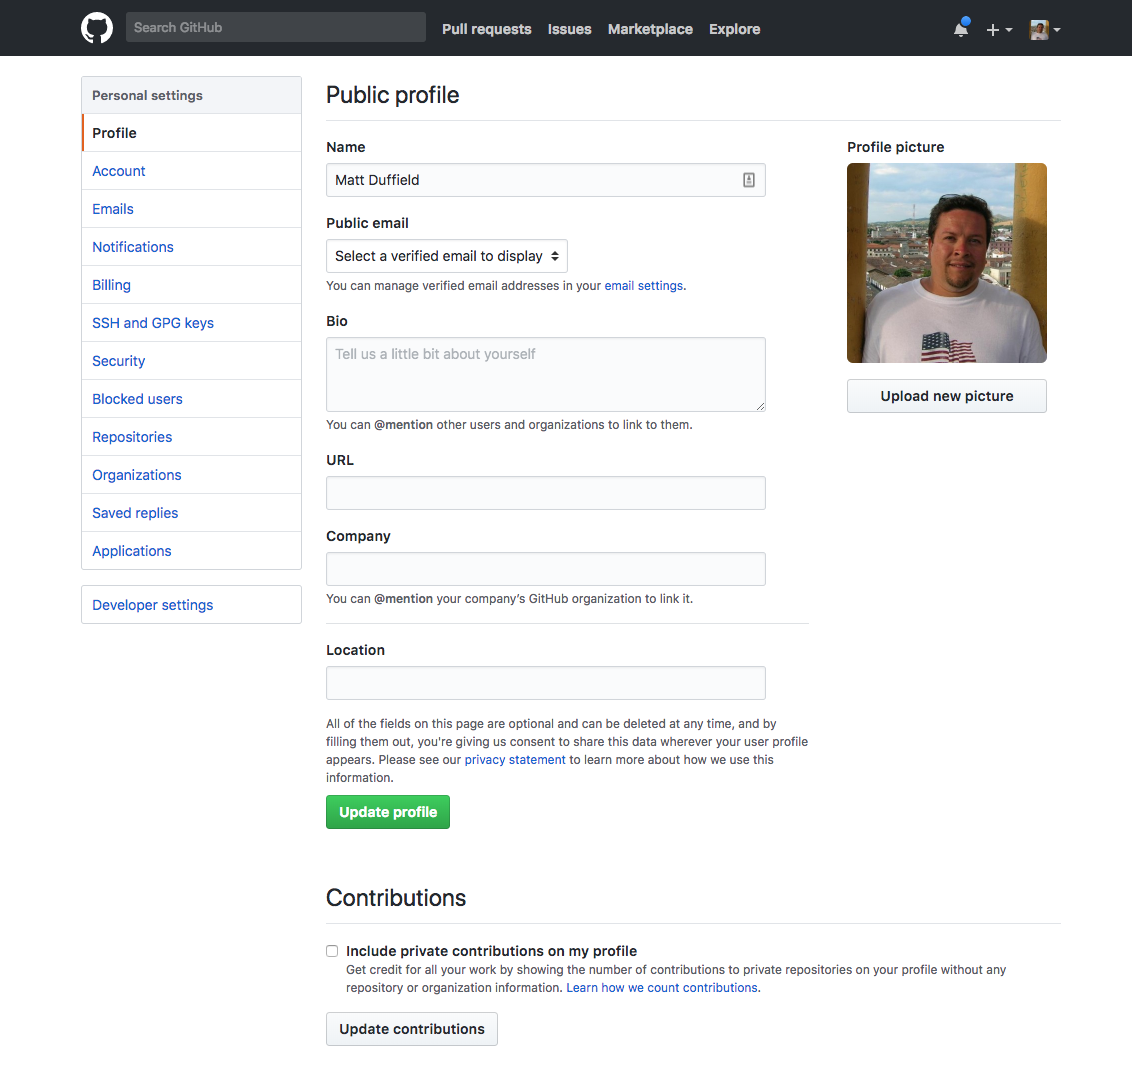 Search GitHub
Pull requests
Issues
Marketplace
Explore
Personal settings
Profile
Account
Emails
Notifications
Billing
SSH and GPG keys
Security
Blocked users
Repositories
Organizations
Saved replies
Applications
Developer settings
Public profile
Name
Matt Duffield
Public email
Select a verified email to display
You can manage verified email addresses in your email settings.
Bio
Tell us a little bit about yourself
You can @mention other users and organizations to link to them.
URL
Company
You can @mention your company's GitHub organization to link it.
Location
All of the fields on this page are optional and can be deleted at any time, and by
filling them out, you're giving us consent to share this data wherever your user profile
appears. Please see our privacy statement to learn more about how we use this
information.
Update profile
Profile picture
Upload new picture
Contributions
Include private contributions on my profile
Get credit for all your work by showing the number of contributions to private repositories on your profile without any
repository or organization information. Learn how we count contributions.
Update contributions